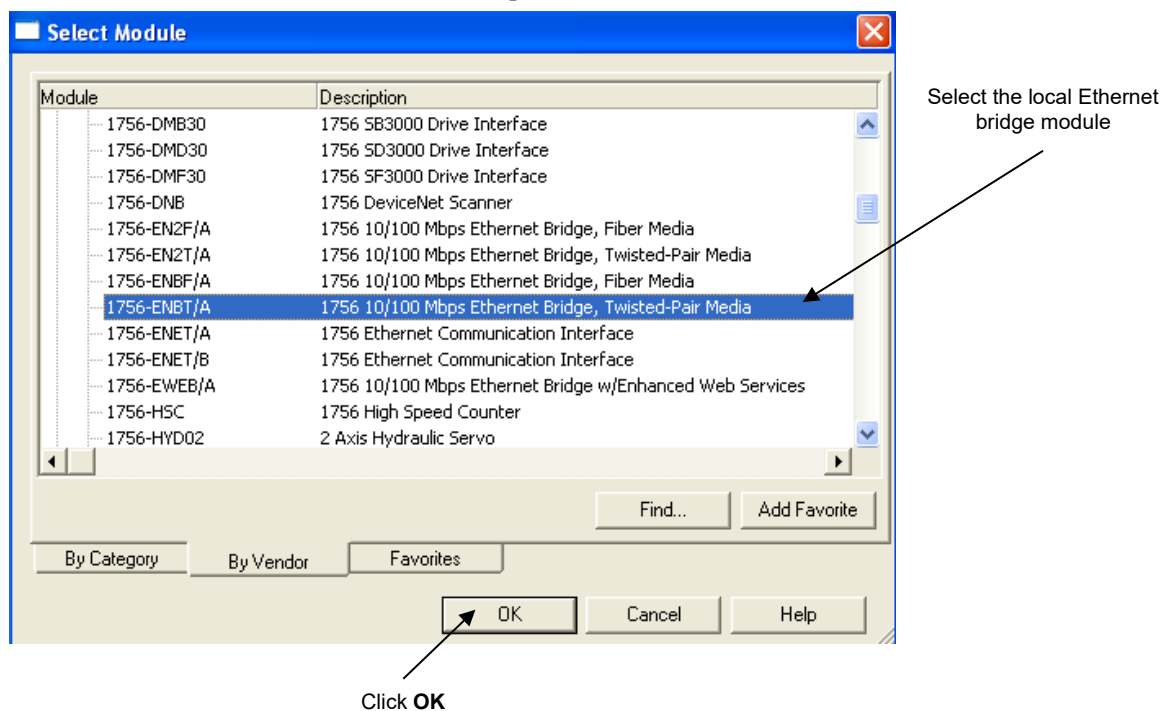 Select Module
Module Description
1756-DMB30 1756 SB3000 Drive Interface
1756-DMD30 1756 SD3000 Drive Interface
1756-DMF30 1756 SF3000 Drive Interface
1756-DNB 1756 DeviceNet Scanner
1756-EN2F/A 1756 10/100 Mbps Ethernet Bridge, Fiber Media
1756-EN2T/A 1756 10/100 Mbps Ethernet Bridge, Twisted-Pair Media
1756-ENBF/A 1756 10/100 Mbps Ethernet Bridge, Fiber Media
1756-ENBT/A 1756 10/100 Mbps Ethernet Bridge, Twisted-Pair Media
1756-ENET/A 1756 Ethernet Communication Interface
1756-ENET/B 1756 Ethernet Communication Interface
1756-EWEB/A 1756 10/100 Mbps Ethernet Bridge w/Enhanced Web Services
1756-HSC 1756 High Speed Counter
1756-HYD02 2 Axis Hydraulic Servo
Find... Add Favorite
By Category By Vendor Favorites
OK Cancel Help
Select the local Ethernet
bridge module
Click OK